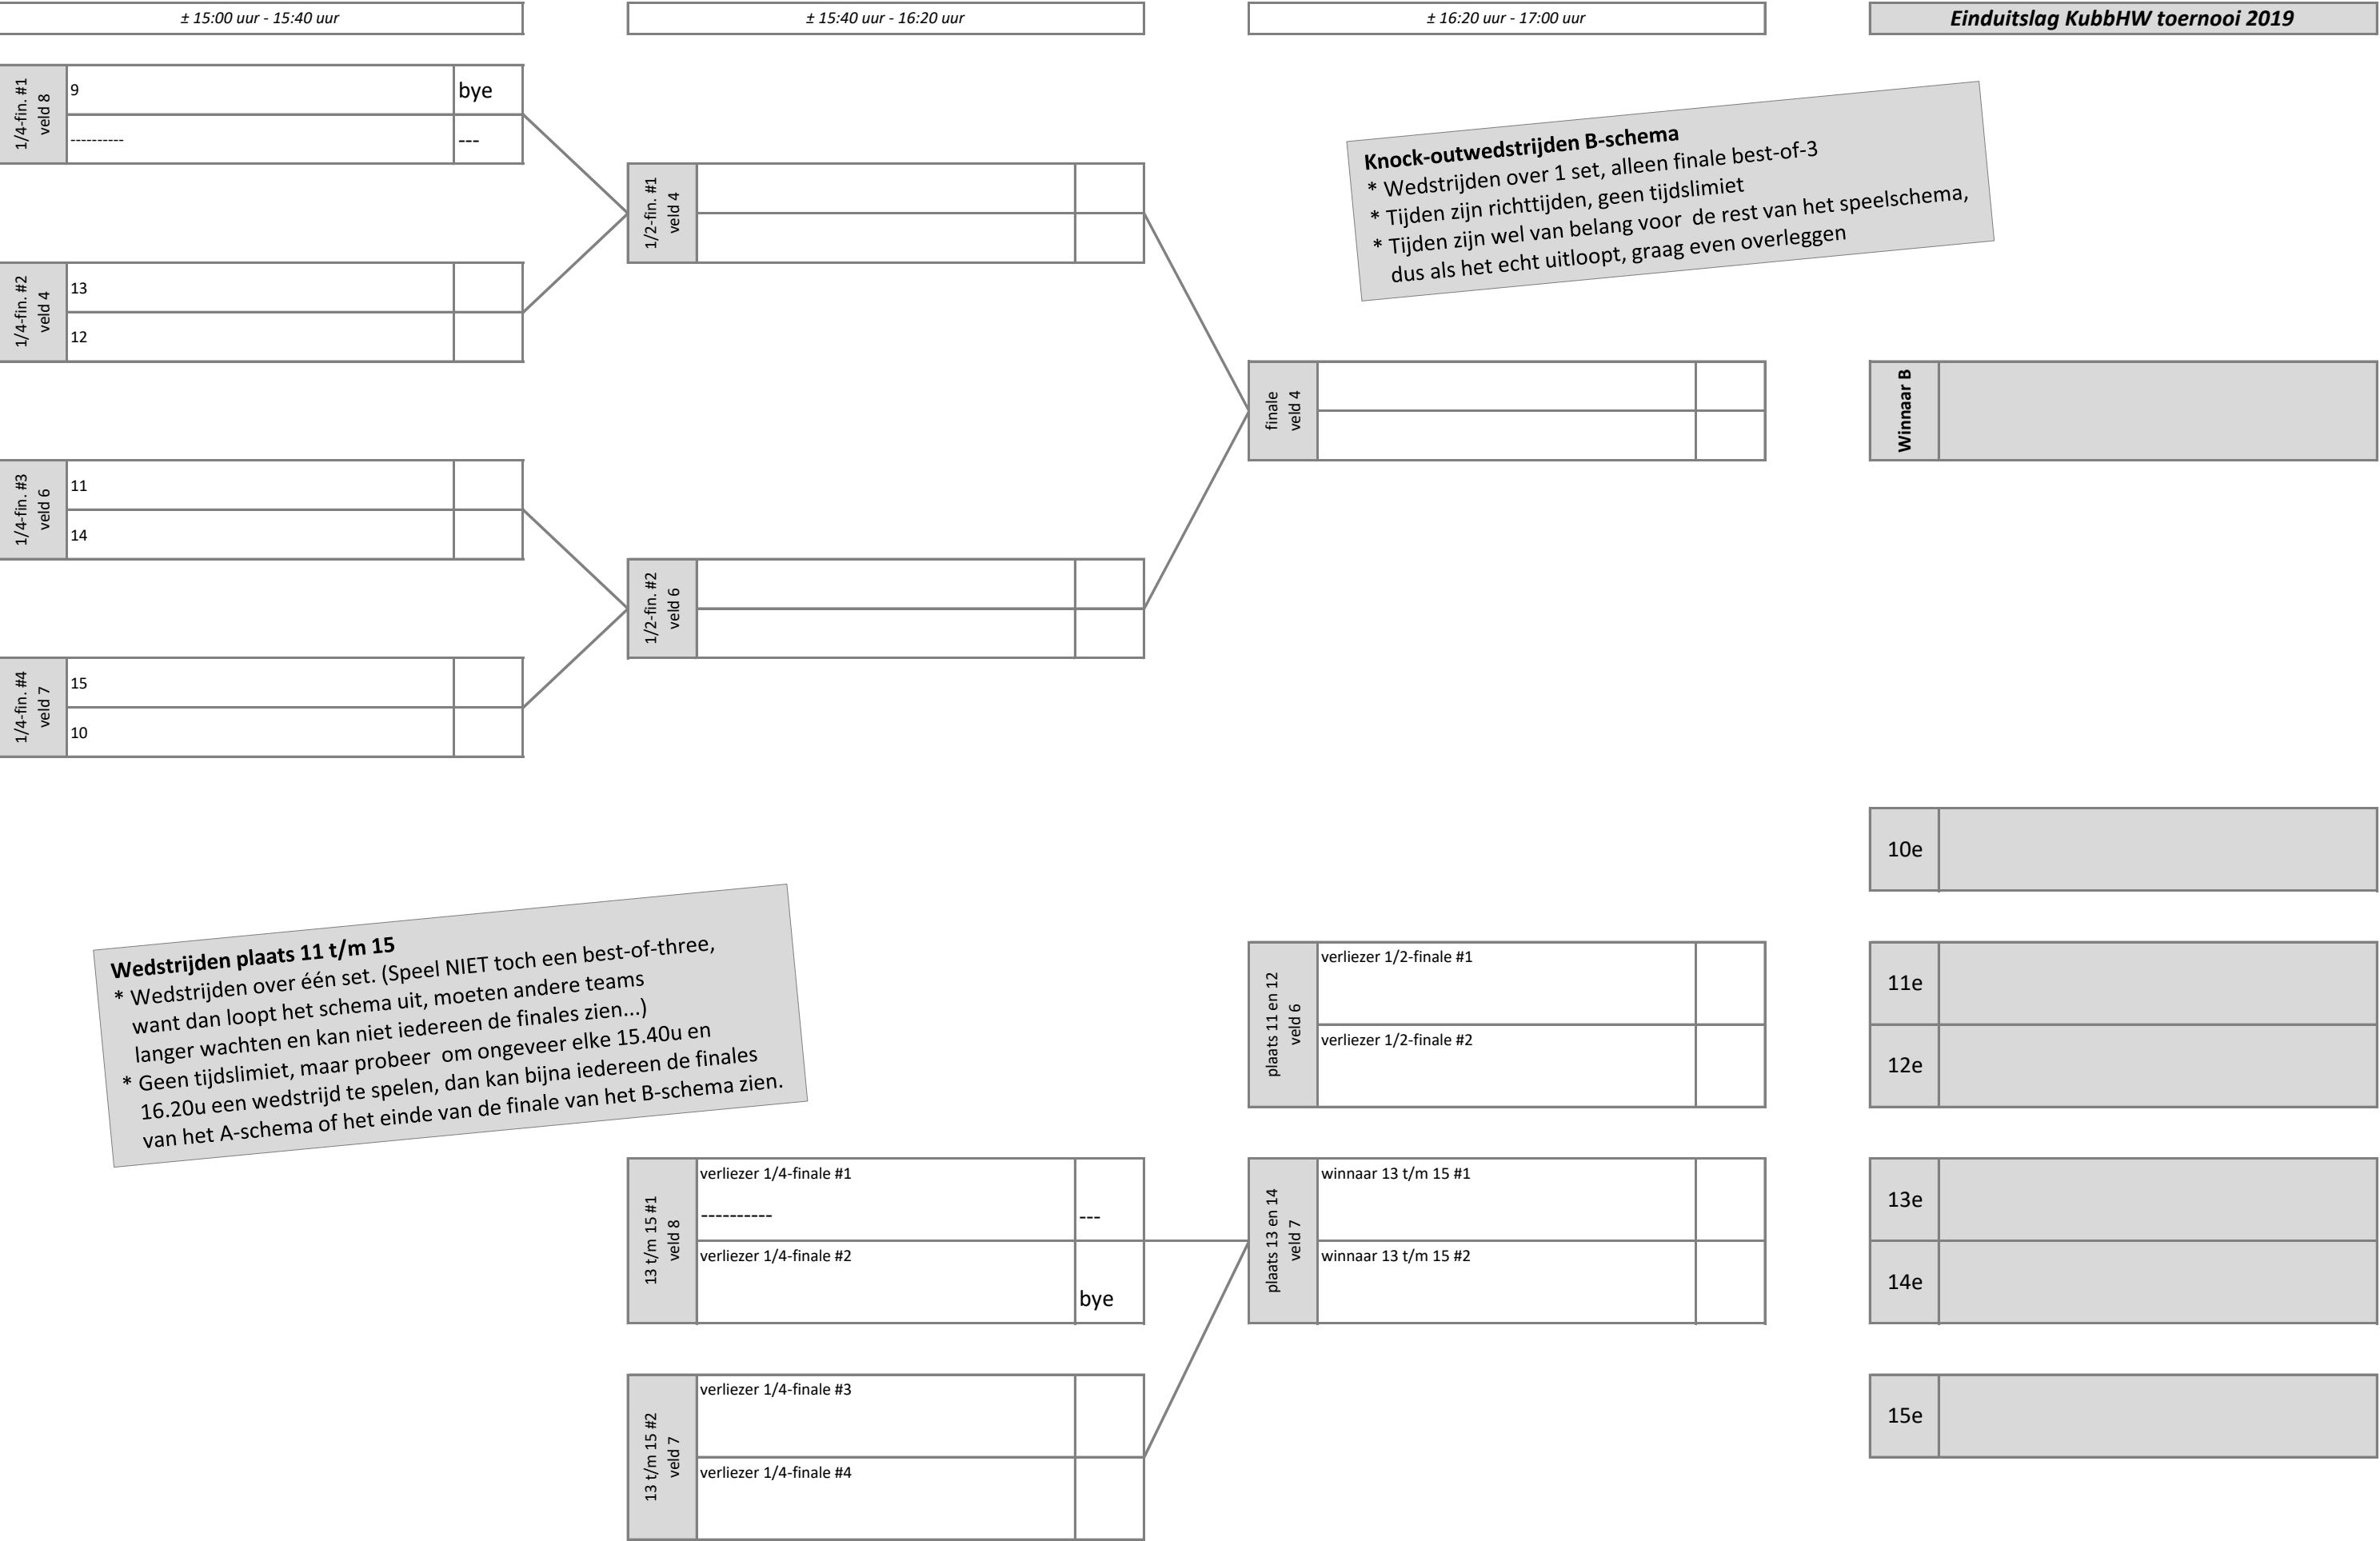 ± 15:00 uur - 15:40 uur
± 15:40 uur - 16:20 uur
± 16:20 uur - 17:00 uur
Einduitslag KubbHW toernooi 2019
1/4-fin. #1
veld 8
9
bye
----------
---
1/4-fin. #2
veld 4
13
12
1/4-fin. #3
veld 6
11
14
1/4-fin. #4
veld 7
15
10
1/2-fin. #1
veld 4
1/2-fin. #2
veld 6
Knock-outwedstrijden B-schema
* Wedstrijden over 1 set, alleen finale best-of-3
* Tijden zijn richttijden, geen tijdslimiet
* Tijden zijn wel van belang voor  de rest van het speelschema,
dus als het echt uitloopt, graag even overleggen
finale
veld 4
Winnaar B
10e
Wedstrijden plaats 11 t/m 15
* Wedstrijden over één set. (Speel NIET toch een best-of-three,
want dan loopt het schema uit, moeten andere teams
langer wachten en kan niet iedereen de finales zien...)
* Geen tijdslimiet, maar probeer  om ongeveer elke 15.40u en
16.20u een wedstrijd te spelen, dan kan bijna iedereen de finales
van het A-schema of het einde van de finale van het B-schema zien.
plaats 11 en 12
veld 6
verliezer 1/2-finale #1
verliezer 1/2-finale #2
11e
12e
13 t/m 15 #1
veld 8
verliezer 1/4-finale #1
----------
---
verliezer 1/4-finale #2
bye
plaats 13 en 14
veld 7
winnaar 13 t/m 15 #1
winnaar 13 t/m 15 #2
13e
14e
13 t/m 15 #2
veld 7
verliezer 1/4-finale #3
verliezer 1/4-finale #4
15e